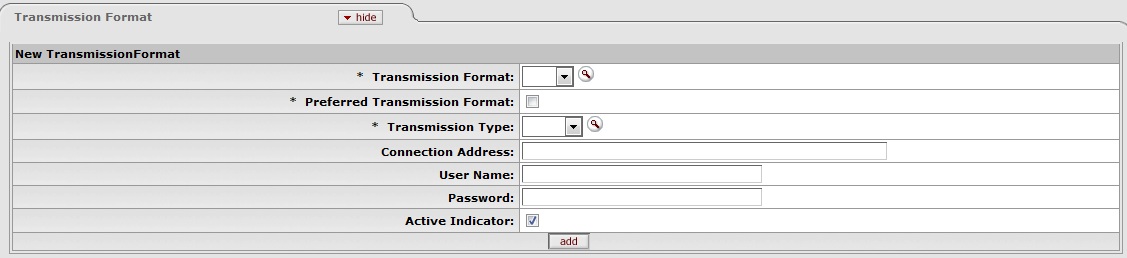 Transmission Format
hide
New TransmissionFormat
* Transmission Format:
* Preferred Transmission Format:
* Transmission Type:
Connection Address:
User Name:
Password:
Active Indicator:
add